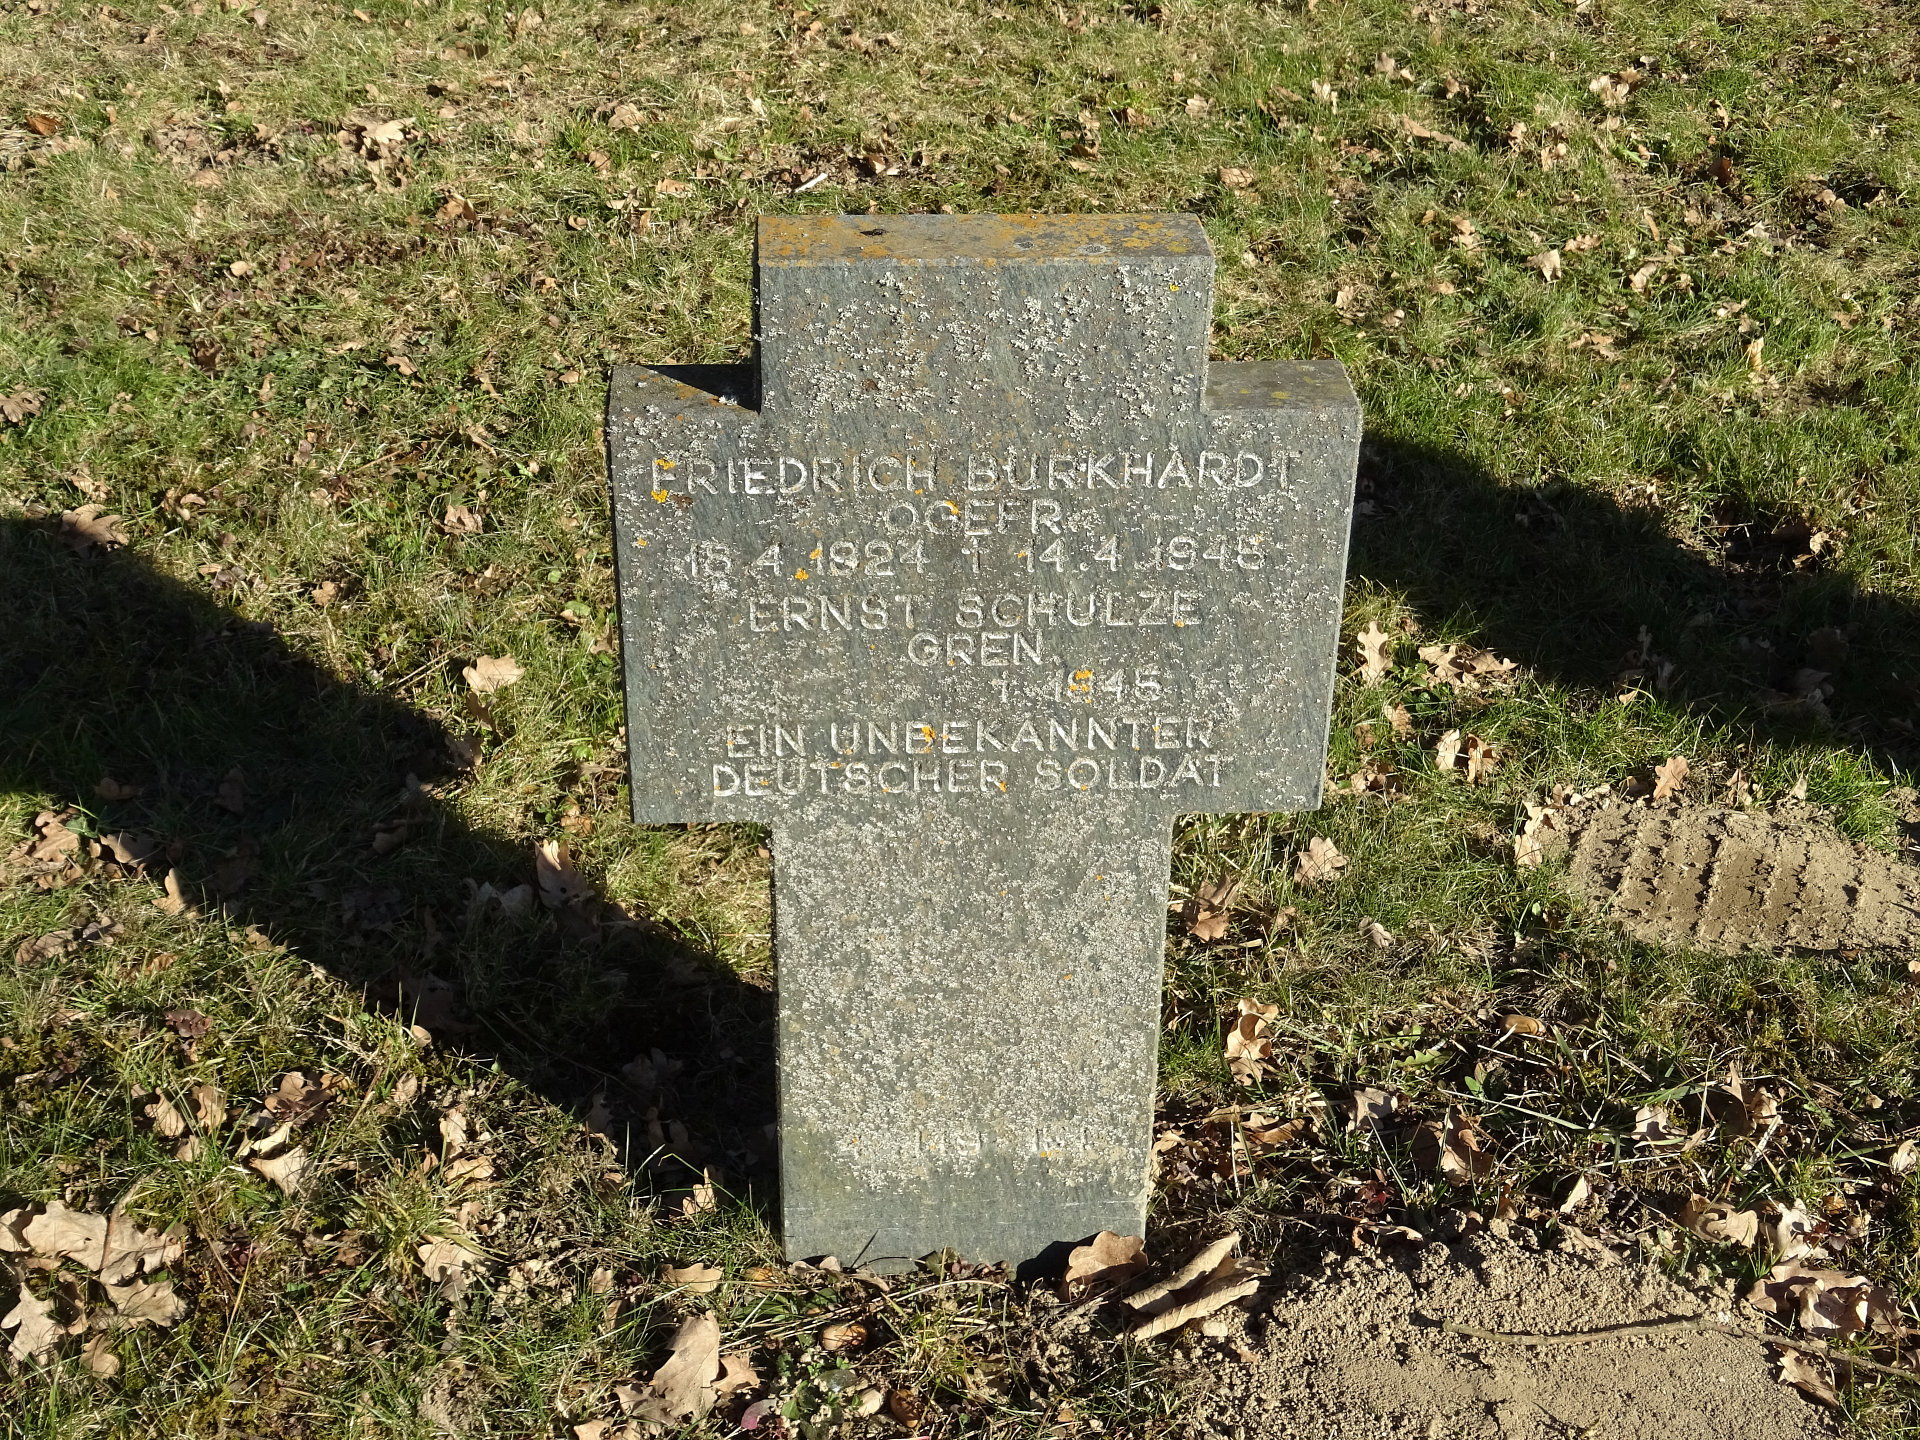 FRIEDRICH BURKHARDT
OGEFR.
16.4.1924 † 14.4.1945
ERNST SCHULZE
GREN.
† 1945
EIN UNBEKANNTER
DEUTSCHER SOLDAT